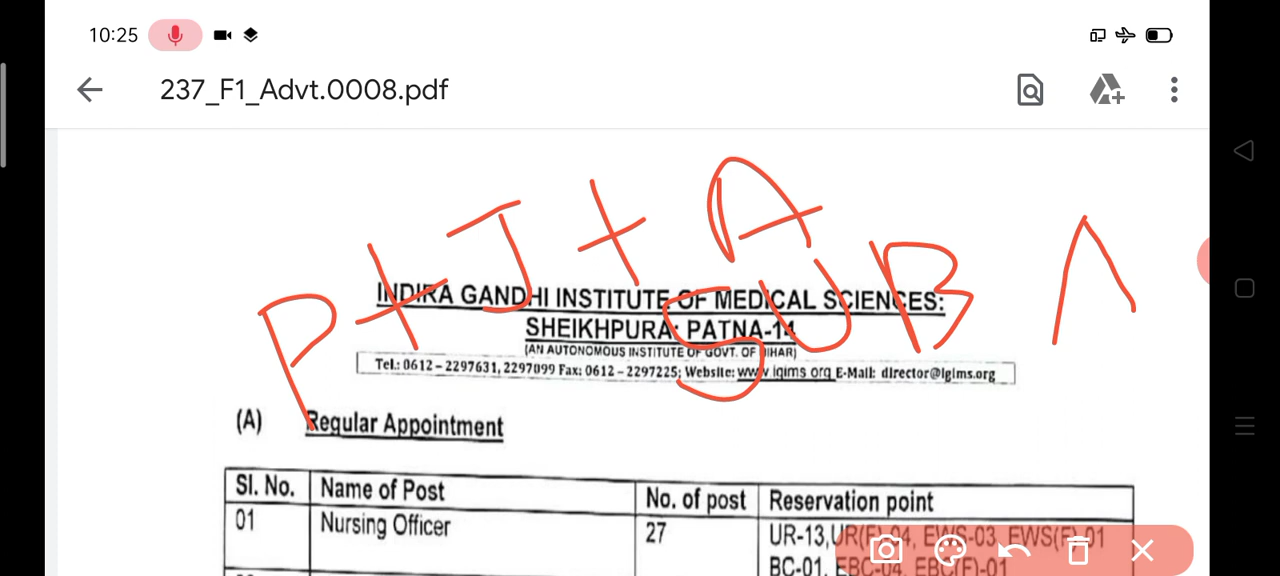 10:25
237_F1_Advt.0008.pdf
P + J + A
SUB
INDIRA GANDHI INSTITUTE OF MEDICAL SCIENCES:
SHEIKHPURA: PATNA-14
(AN AUTONOMOUS INSTITUTE OF GOVT. OF BIHAR)
Tel.: 0612 – 2297631, 2297099 Fax: 0612 – 2297225; Website: www.igims.org E-Mail: director@igims.org
(A) Regular Appointment
Sl. No. Name of Post No. of post Reservation point
01 Nursing Officer 27 UR-13,UR(F)-04, EWS-03, EWS(F)-01
BC-01, EBC-04, EBC(F)-01